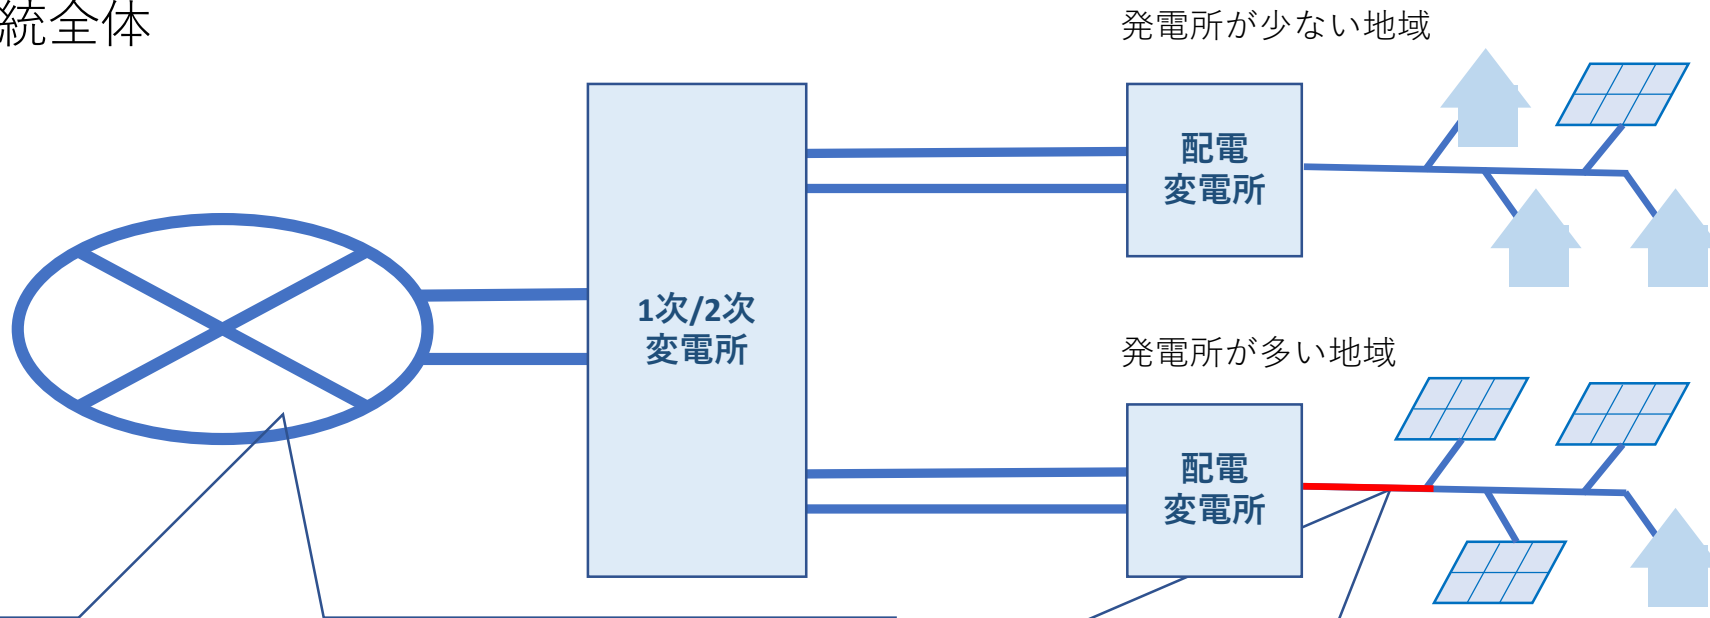 統全体
発電所が少ない地域
配電
変電所
1次/2次
変電所
発電所が多い地域
配電
変電所